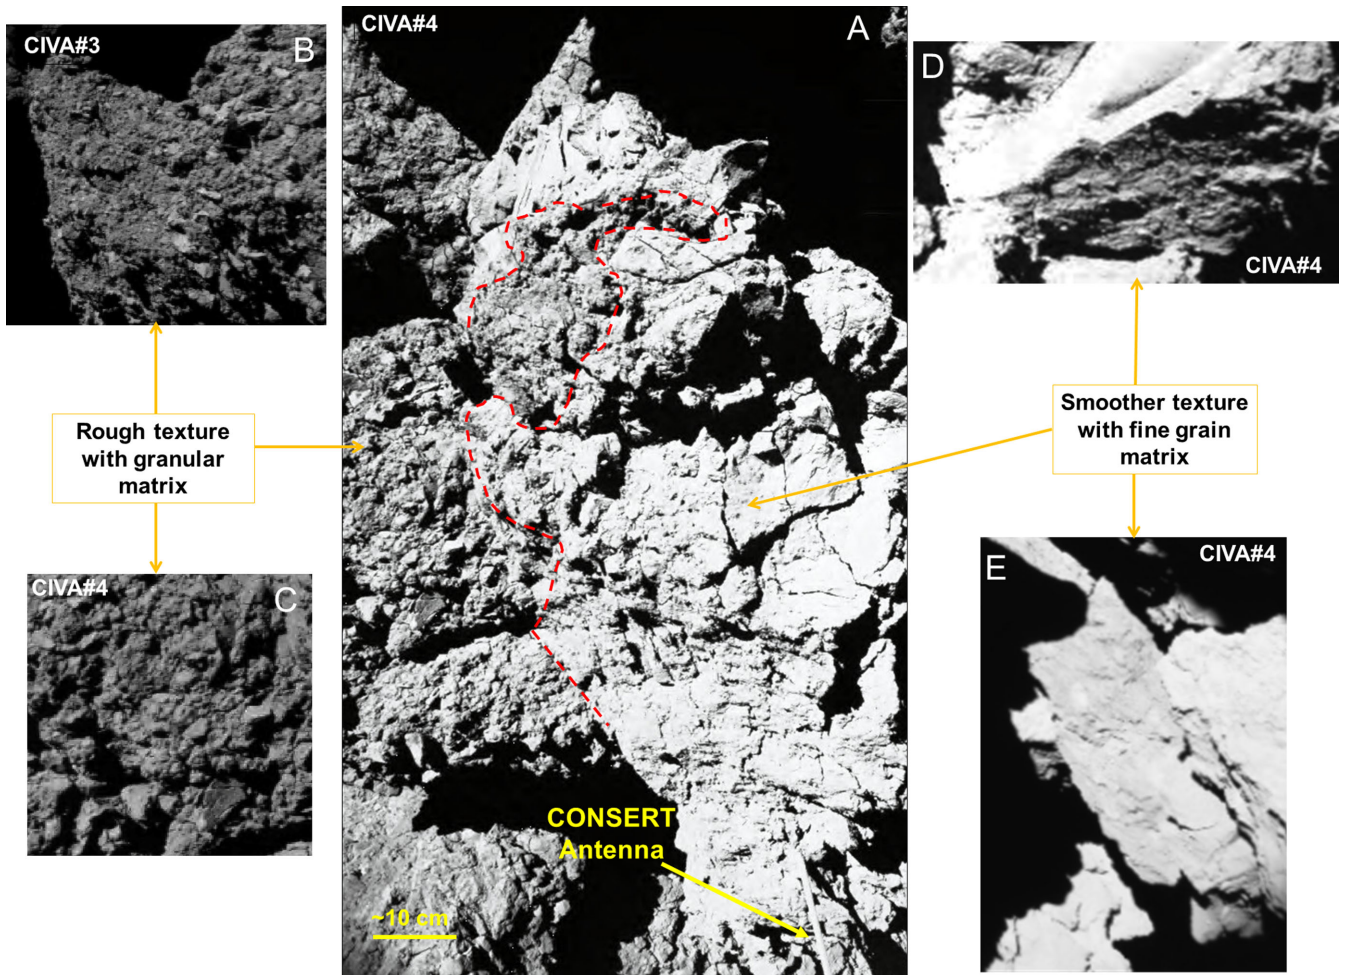 CIVA#3
B
CIVA#4
A
D
CIVA#4
Rough texture
with granular
matrix
Smoother texture
with fine grain
matrix
CIVA#4
C
CIVA#4
E
CONSERT
Antenna
~10 cm